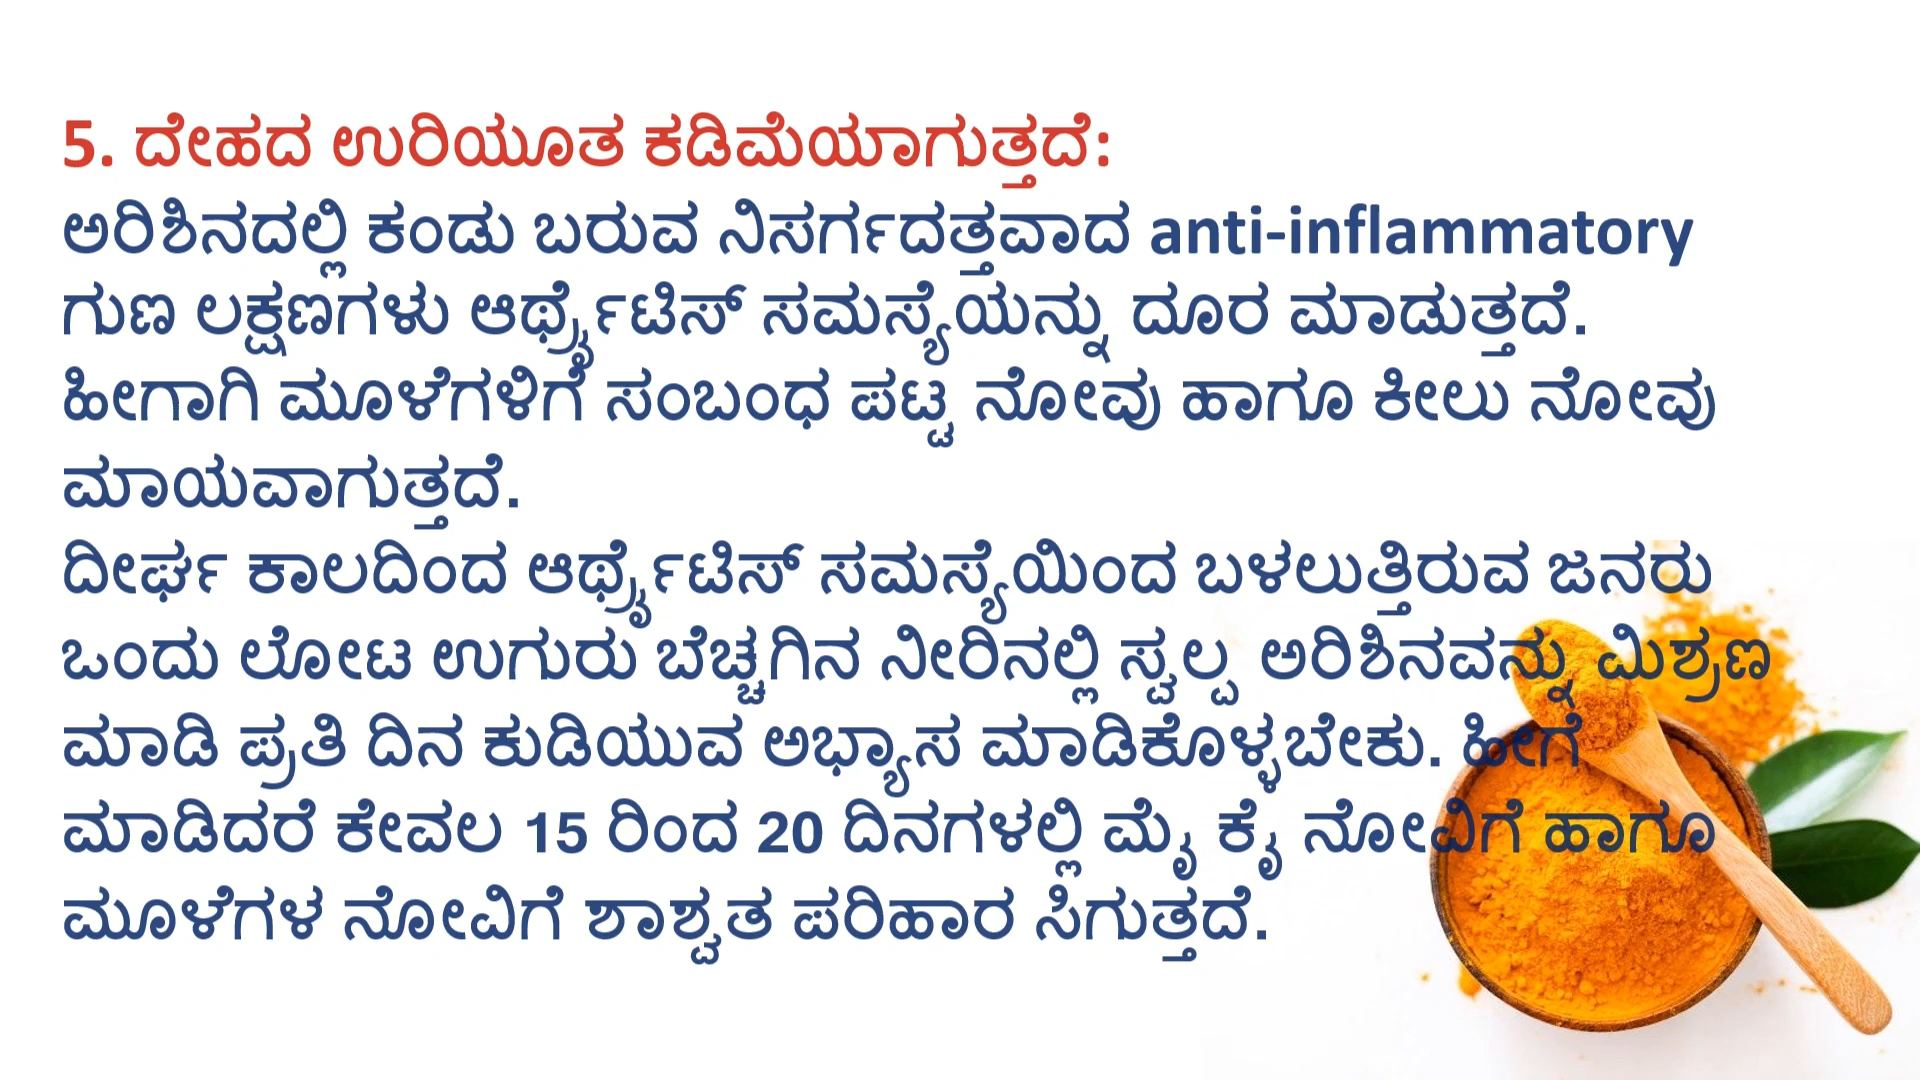 5. ದೇಹದ ಉರಿಯೂತ ಕಡಿಮೆಯಾಗುತ್ತದೆ:
ಅರಿಶಿನದಲ್ಲಿ ಕಂಡು ಬರುವ ನಿಸರ್ಗದತ್ತವಾದ anti-inflammatory
ಗುಣ ಲಕ್ಷಣಗಳು ಆರ್ಥ್ರೈಟಿಸ್ ಸಮಸ್ಯೆಯನ್ನು ದೂರ ಮಾಡುತ್ತದೆ.
ಹೀಗಾಗಿ ಮೂಳೆಗಳಿಗೆ ಸಂಬಂಧ ಪಟ್ಟ ನೋವು ಹಾಗೂ ಕೀಲು ನೋವು
ಮಾಯವಾಗುತ್ತದೆ.
ದೀರ್ಘ ಕಾಲದಿಂದ ಆರ್ಥ್ರೈಟಿಸ್ ಸಮಸ್ಯೆಯಿಂದ ಬಳಲುತ್ತಿರುವ ಜನರು
ಒಂದು ಲೋಟ ಉಗುರು ಬೆಚ್ಚಗಿನ ನೀರಿನಲ್ಲಿ ಸ್ವಲ್ಪ ಅರಿಶಿನವನ್ನು ಮಿಶ್ರಣ
ಮಾಡಿ ಪ್ರತಿ ದಿನ ಕುಡಿಯುವ ಅಭ್ಯಾಸ ಮಾಡಿಕೊಳ್ಳಬೇಕು. ಹೀಗೆ
ಮಾಡಿದರೆ ಕೇವಲ 15 ರಿಂದ 20 ದಿನಗಳಲ್ಲಿ ಮೈ ಕೈ ನೋವಿಗೆ ಹಾಗೂ
ಮೂಳೆಗಳ ನೋವಿಗೆ ಶಾಶ್ವತ ಪರಿಹಾರ ಸಿಗುತ್ತದೆ.